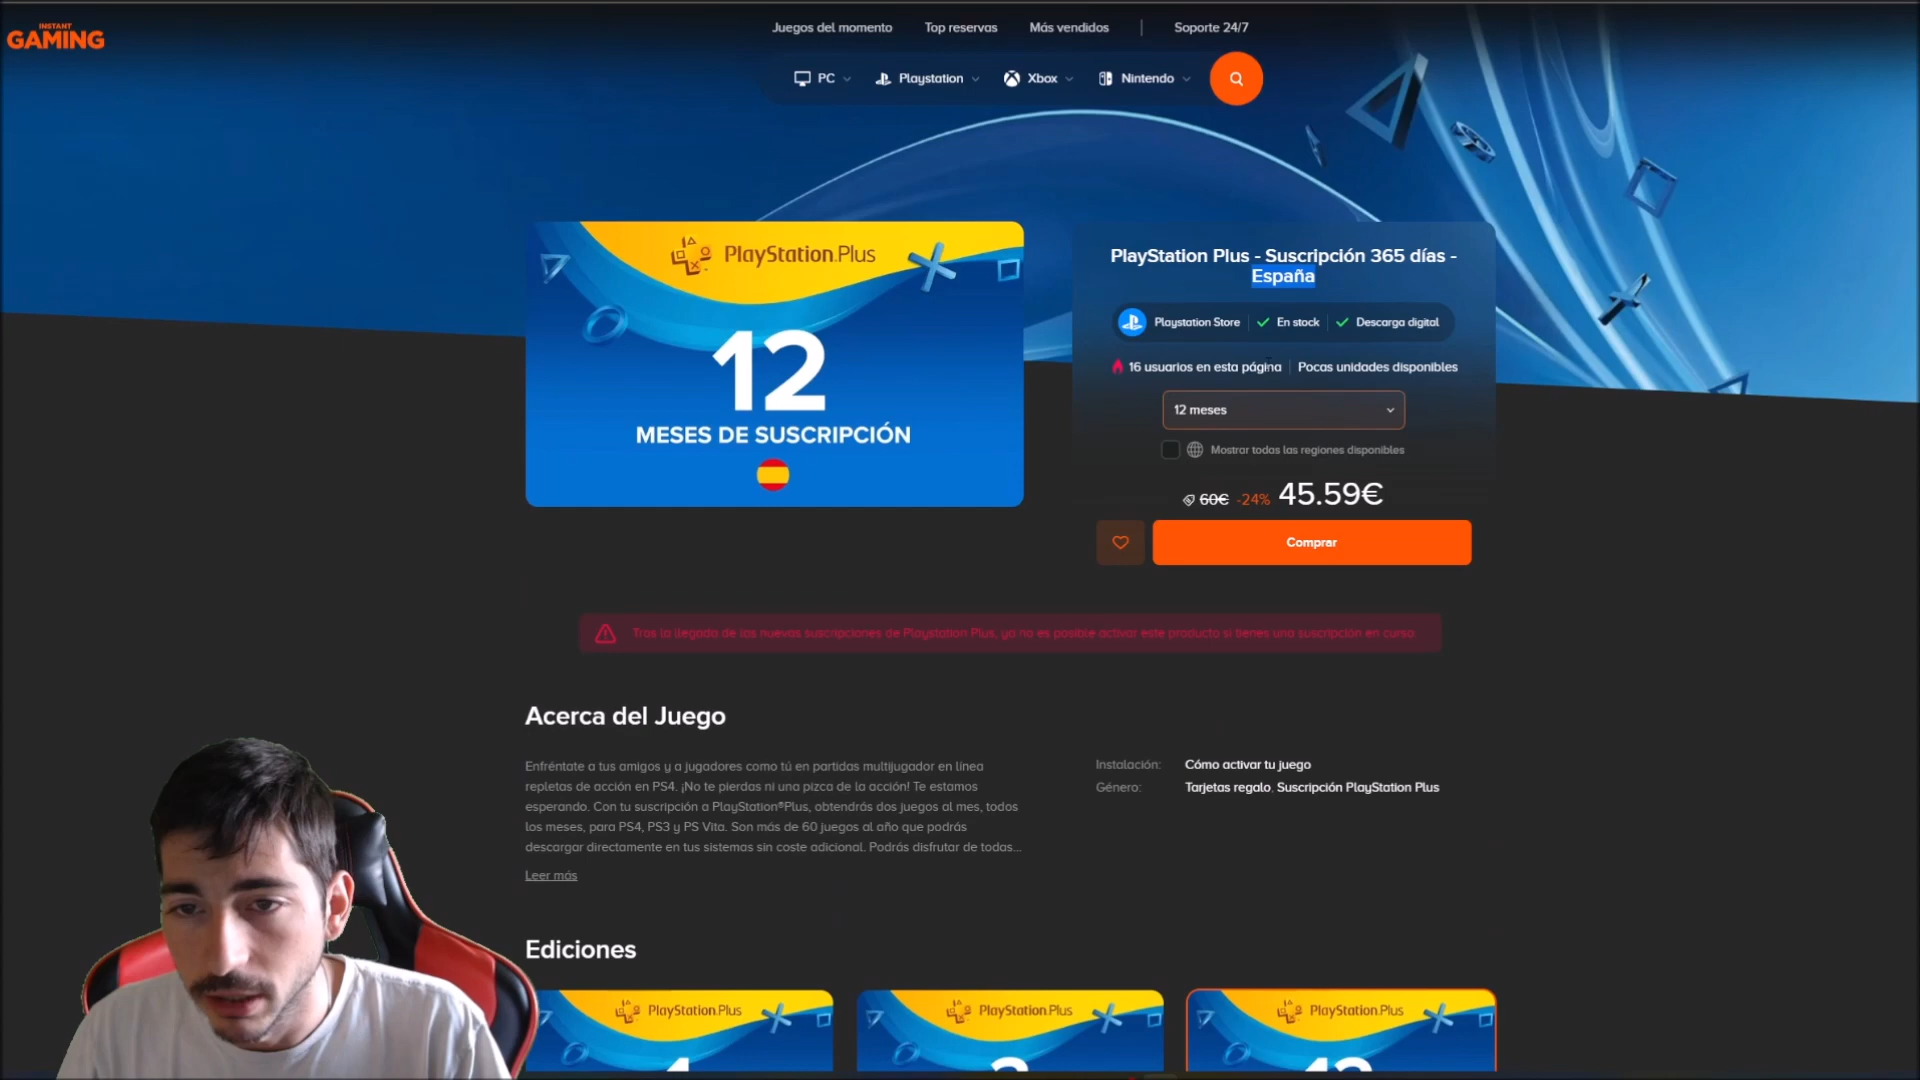 INSTANT
GAMING
Juegos del momento
Top reservas
Más vendidos
Soporte 24/7
PC
Playstation
Xbox
Nintendo
PlayStation.Plus
12
MESES DE SUSCRIPCIÓN
PlayStation Plus - Suscripción 365 días -
España
Playstation Store
En stock
Descarga digital
16 usuarios en esta página
Pocas unidades disponibles
12 meses
Mostrar todas las regiones disponibles
60€ -24% 45.59€
Comprar
Tras la llegada de las nuevas suscripciones de Playstation Plus, ya no es posible activar este producto si tienes una suscripción en curso.
Acerca del Juego
Enfréntate a tus amigos y a jugadores como tú en partidas multijugador en línea
repletas de acción en PS4. ¡No te pierdas ni una pizca de la acción! Te estamos
esperando. Con tu suscripción a PlayStation®Plus, obtendrás dos juegos al mes, todos
los meses, para PS4, PS3 y PS Vita. Son más de 60 juegos al año que podrás
descargar directamente en tus sistemas sin coste adicional. Podrás disfrutar de todas...
Leer más
Instalación: Cómo activar tu juego
Género: Tarjetas regalo, Suscripción PlayStation Plus
Ediciones
PlayStation.Plus
PlayStation.Plus
PlayStation.Plus
12